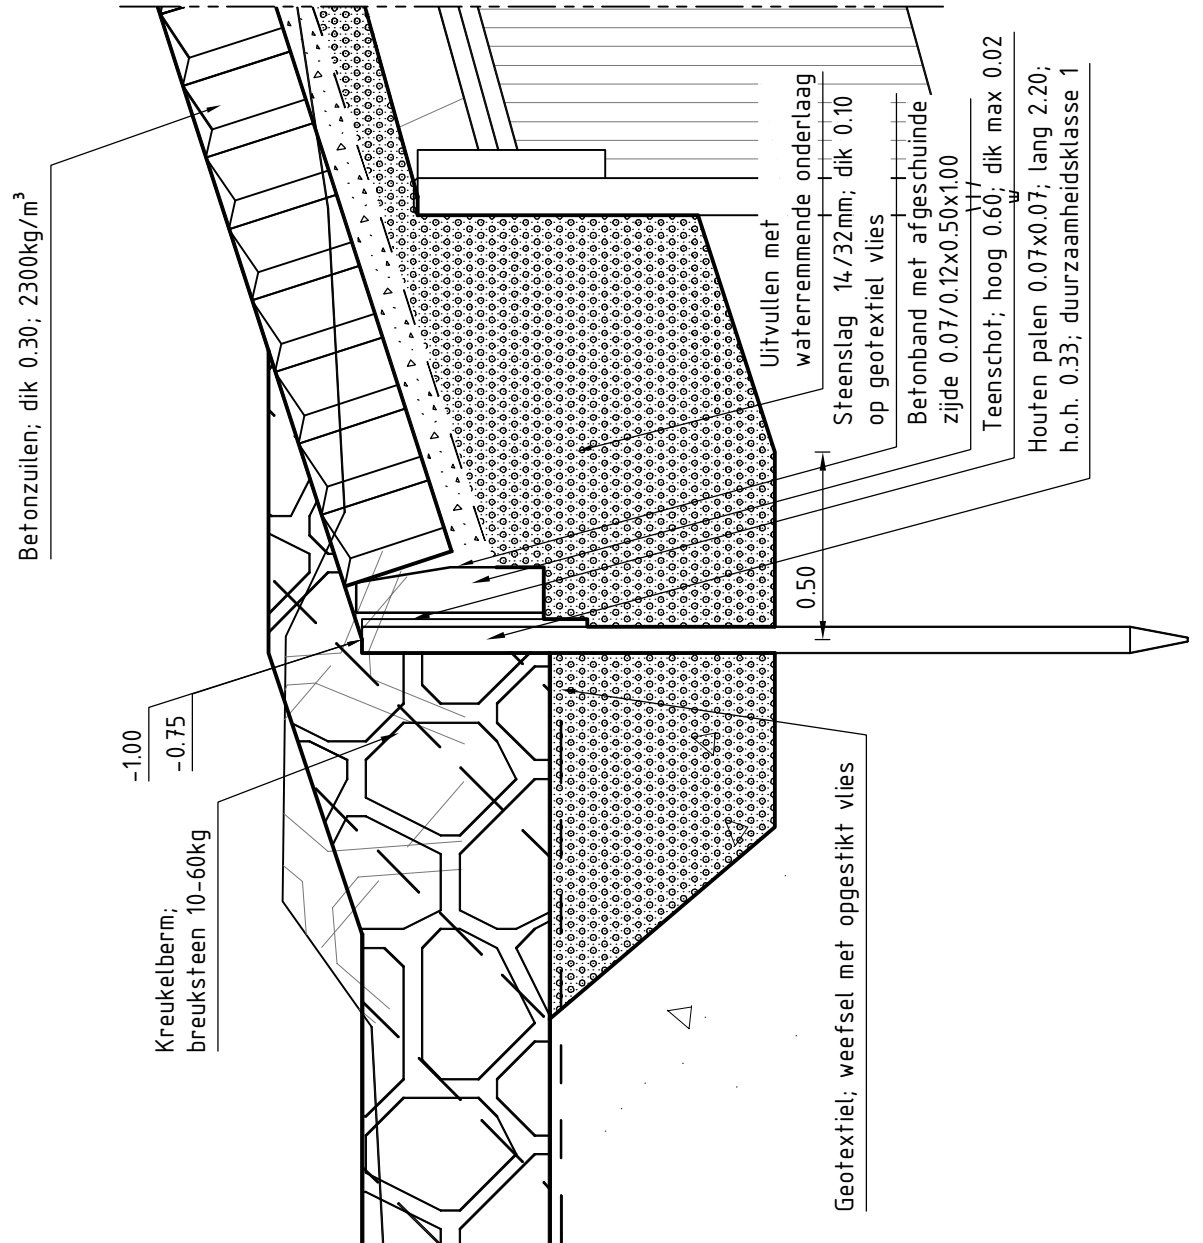 Betonzuilen; dik 0.30; 2300kg/m³
-1.00
-0.75
Kreukelberm;
breuksteen 10-60kg
Uitvullen met
waterremmende onderlaag
Steenslag 14/32mm; dik 0.10
op geotextiel vlies
Betonband met afgeschuinde
zijde 0.07/0.12x0.50x1.00
Teenschot; hoog 0.60; dik max 0.02
Houten palen 0.07x0.07; lang 2.20;
h.o.h. 0.33; duurzaamheidsklasse 1
0.50
Geotextiel; weefsel met opgestikt vlies